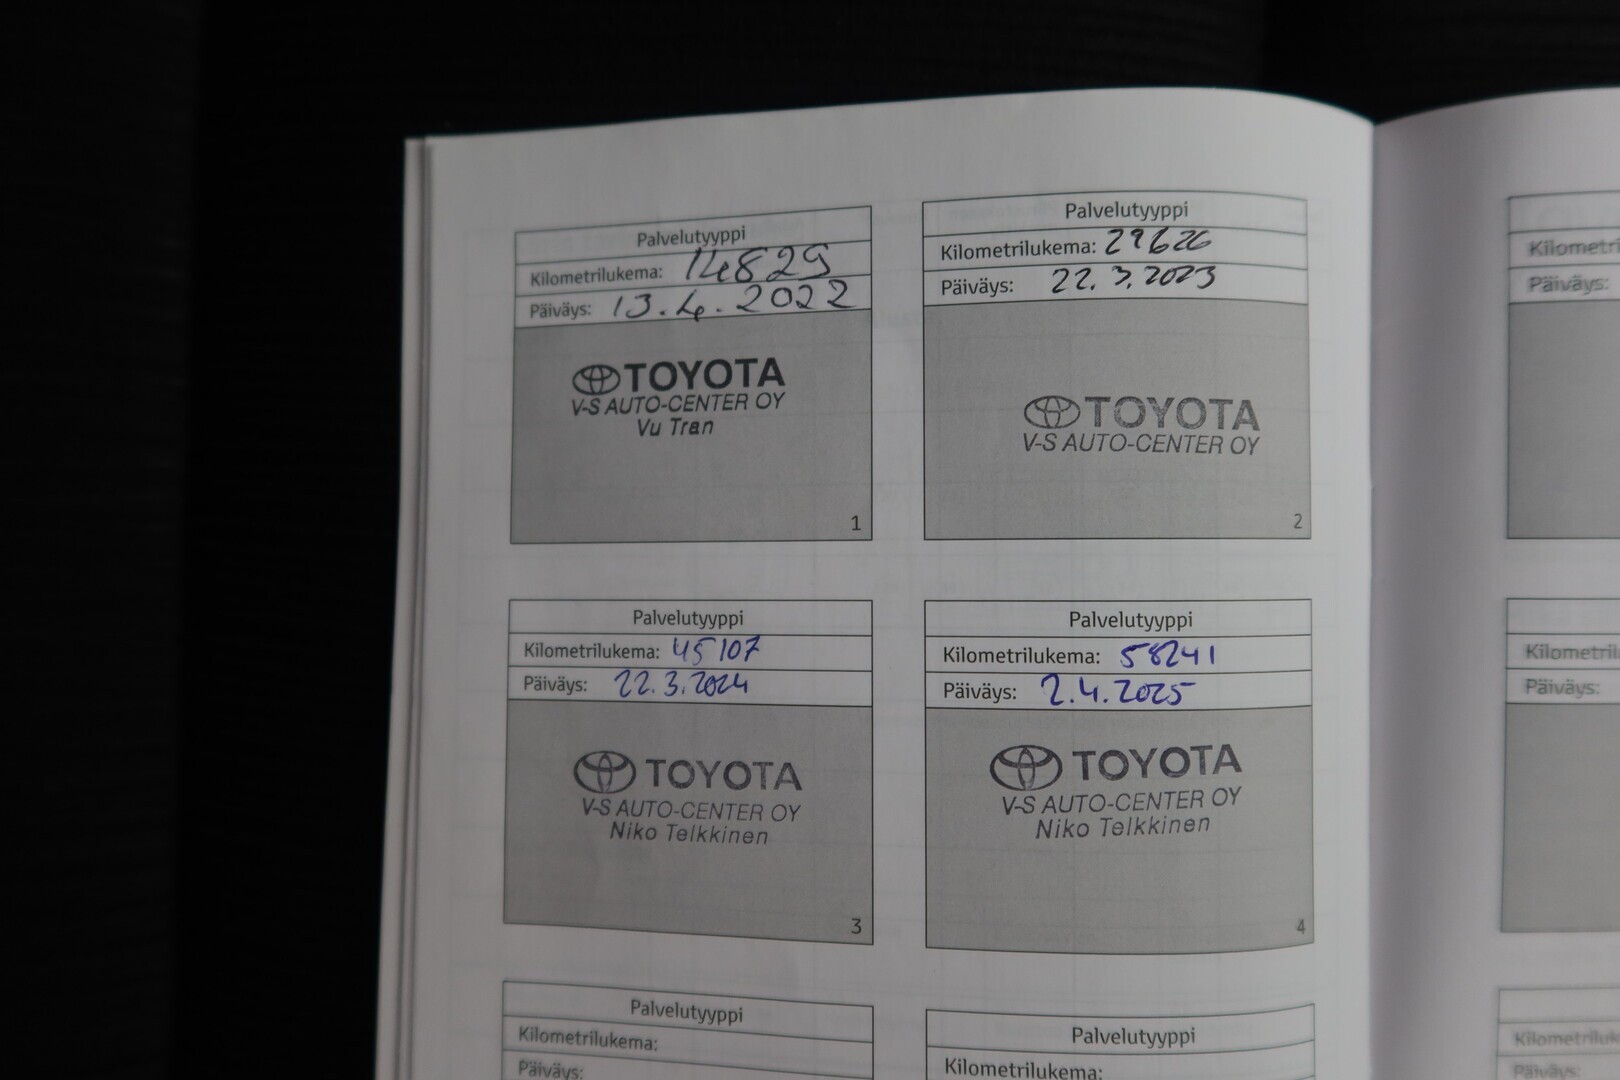 Palvelutyyppi
Kilometrilukema: 14829
Päiväys: 13.4.2022
TOYOTA
V-S AUTO-CENTER OY
Vu Tran
1
Palvelutyyppi
Kilometrilukema: 29626
Päiväys: 22.3.2023
TOYOTA
V-S AUTO-CENTER OY
2
Kilometri
Päiväys:
Palvelutyyppi
Kilometrilukema: 45107
Päiväys: 22.3.2024
TOYOTA
V-S AUTO-CENTER OY
Niko Telkkinen
3
Palvelutyyppi
Kilometrilukema: 58241
Päiväys: 2.4.2025
TOYOTA
V-S AUTO-CENTER OY
Niko Telkkinen
4
Kilometril
Päiväys:
Palvelutyyppi
Kilometrilukema:
Päiväys:
Palvelutyyppi
Kilometrilukema:
Kilometriluk
Päiväys: